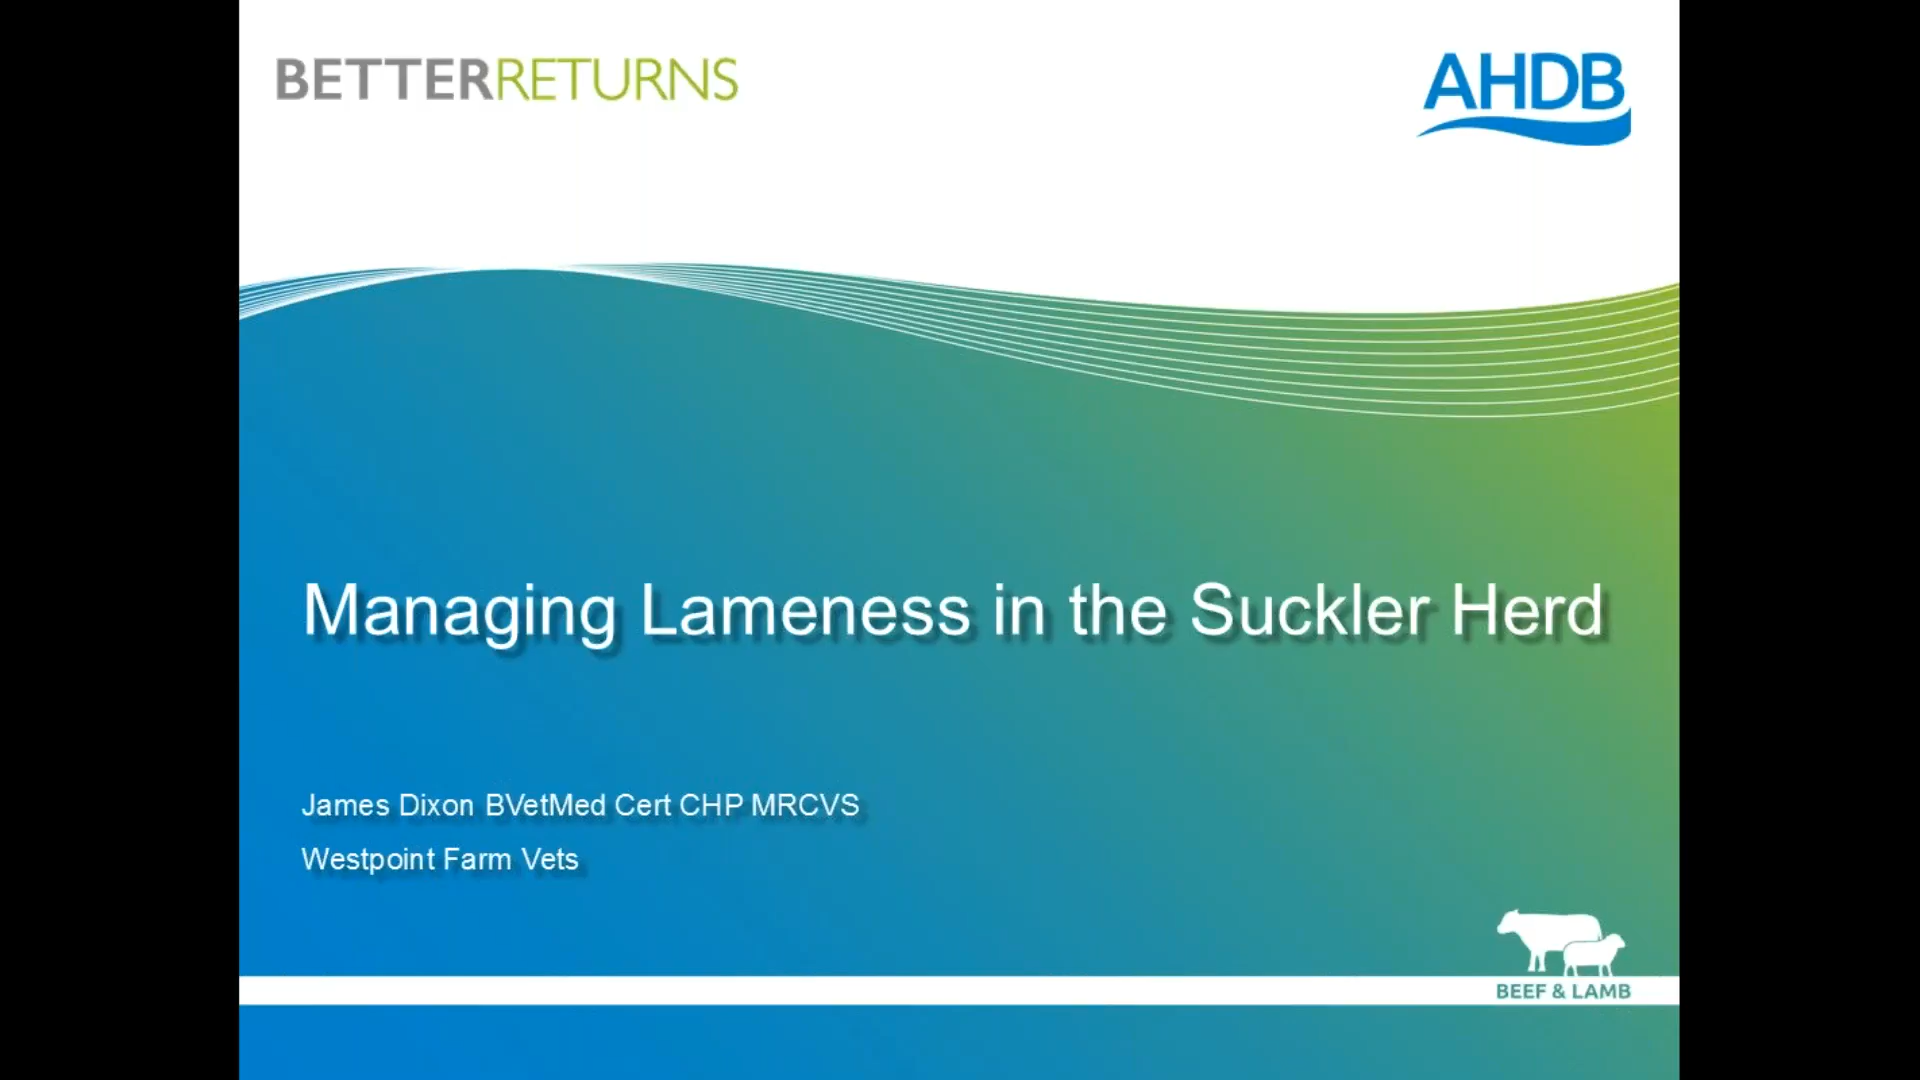 BETTERRETURNS
AHDB
Managing Lameness in the Suckler Herd
James Dixon BVetMed Cert CHP MRCVS
Westpoint Farm Vets
BEEF & LAMB